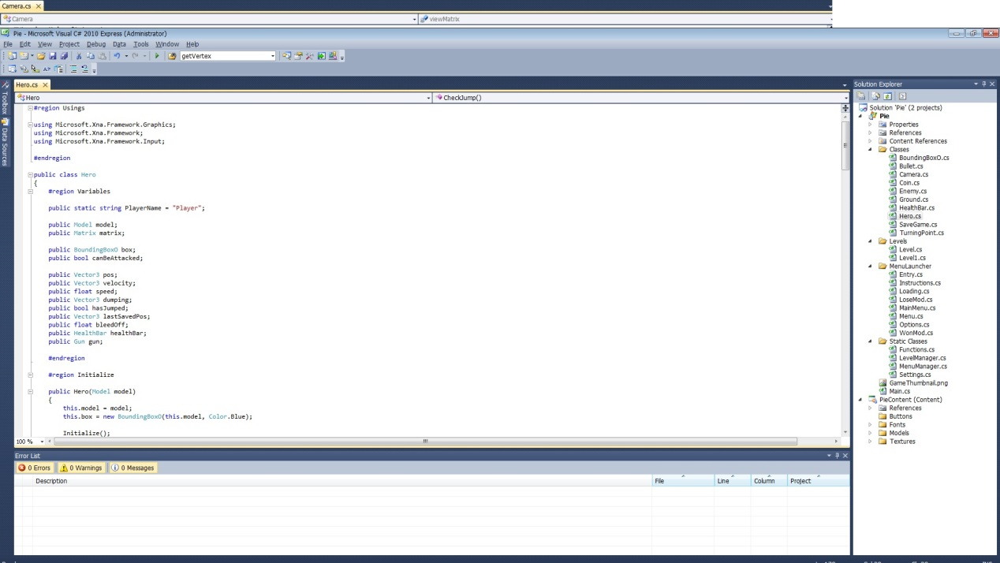 Camera.cs
Camera viewMatrix
Pie - Microsoft Visual C# 2010 Express (Administrator)
File Edit View Project Debug Data Tools Window Help
getVertex
Toolbox
Data Sources
Hero.cs
Hero CheckJump()
#region Usings
using Microsoft.Xna.Framework.Graphics;
using Microsoft.Xna.Framework;
using Microsoft.Xna.Framework.Input;
#endregion
public class Hero
{
#region Variables
public static string PlayerName = "Player";
public Model model;
public Matrix matrix;
public BoundingBoxO box;
public bool canBeAttacked;
public Vector3 pos;
public Vector3 velocity;
public float speed;
public Vector3 dumping;
public bool hasJumped;
public Vector3 lastSavedPos;
public float bleedOff;
public HealthBar healthBar;
public Gun gun;
#endregion
#region Initialize
public Hero(Model model)
{
this.model = model;
this.box = new BoundingBoxO(this.model, Color.Blue);
Initialize();
100 %
Error List
0 Errors 0 Warnings 0 Messages
Description File Line Column Project
Solution Explorer
Solution 'Pie' (2 projects)
Pie
Properties
References
Content References
Classes
BoundingBoxO.cs
Bullet.cs
Camera.cs
Coin.cs
Enemy.cs
Ground.cs
HealthBar.cs
Hero.cs
SaveGame.cs
TurningPoint.cs
Levels
Level.cs
Level1.cs
MenuLauncher
Entry.cs
Instructions.cs
Loading.cs
LoseMod.cs
MainMenu.cs
Menu.cs
Options.cs
WonMod.cs
Static Classes
Functions.cs
LevelManager.cs
MenuManager.cs
Settings.cs
GameThumbnail.png
Main.cs
PieContent (Content)
References
Buttons
Fonts
Models
Textures